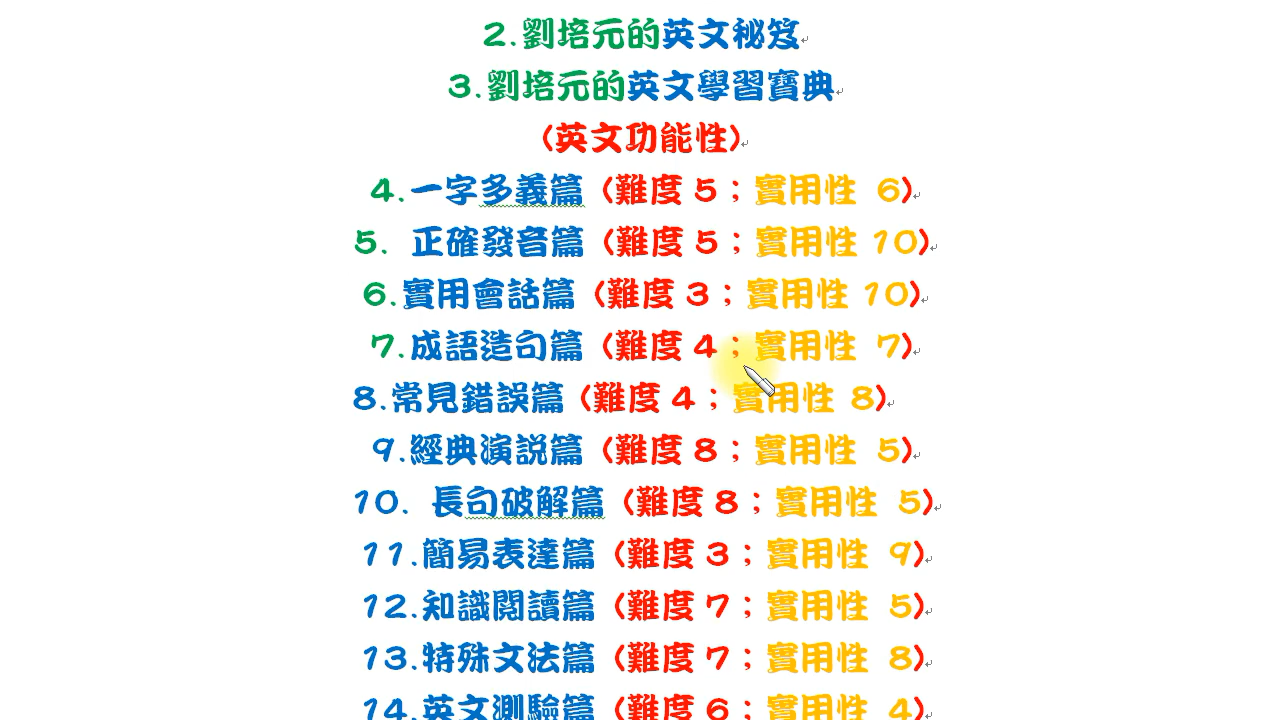 2.劉培元的英文秘笈
3.劉培元的英文學習寶典
(英文功能性)
4.一字多義篇 (難度 5；實用性 6)
5. 正確發音篇 (難度 5；實用性 10)
6.實用會話篇 (難度 3；實用性 10)
7.成語造句篇 (難度 4；實用性 7)
8.常見錯誤篇 (難度 4；實用性 8)
9.經典演說篇 (難度 8；實用性 5)
10. 長句破解篇 (難度 8；實用性 5)
11.簡易表達篇 (難度 3；實用性 9)
12.知識閱讀篇 (難度 7；實用性 5)
13.特殊文法篇 (難度 7；實用性 8)
14.英文測驗篇 (難度 6；實用性 4)